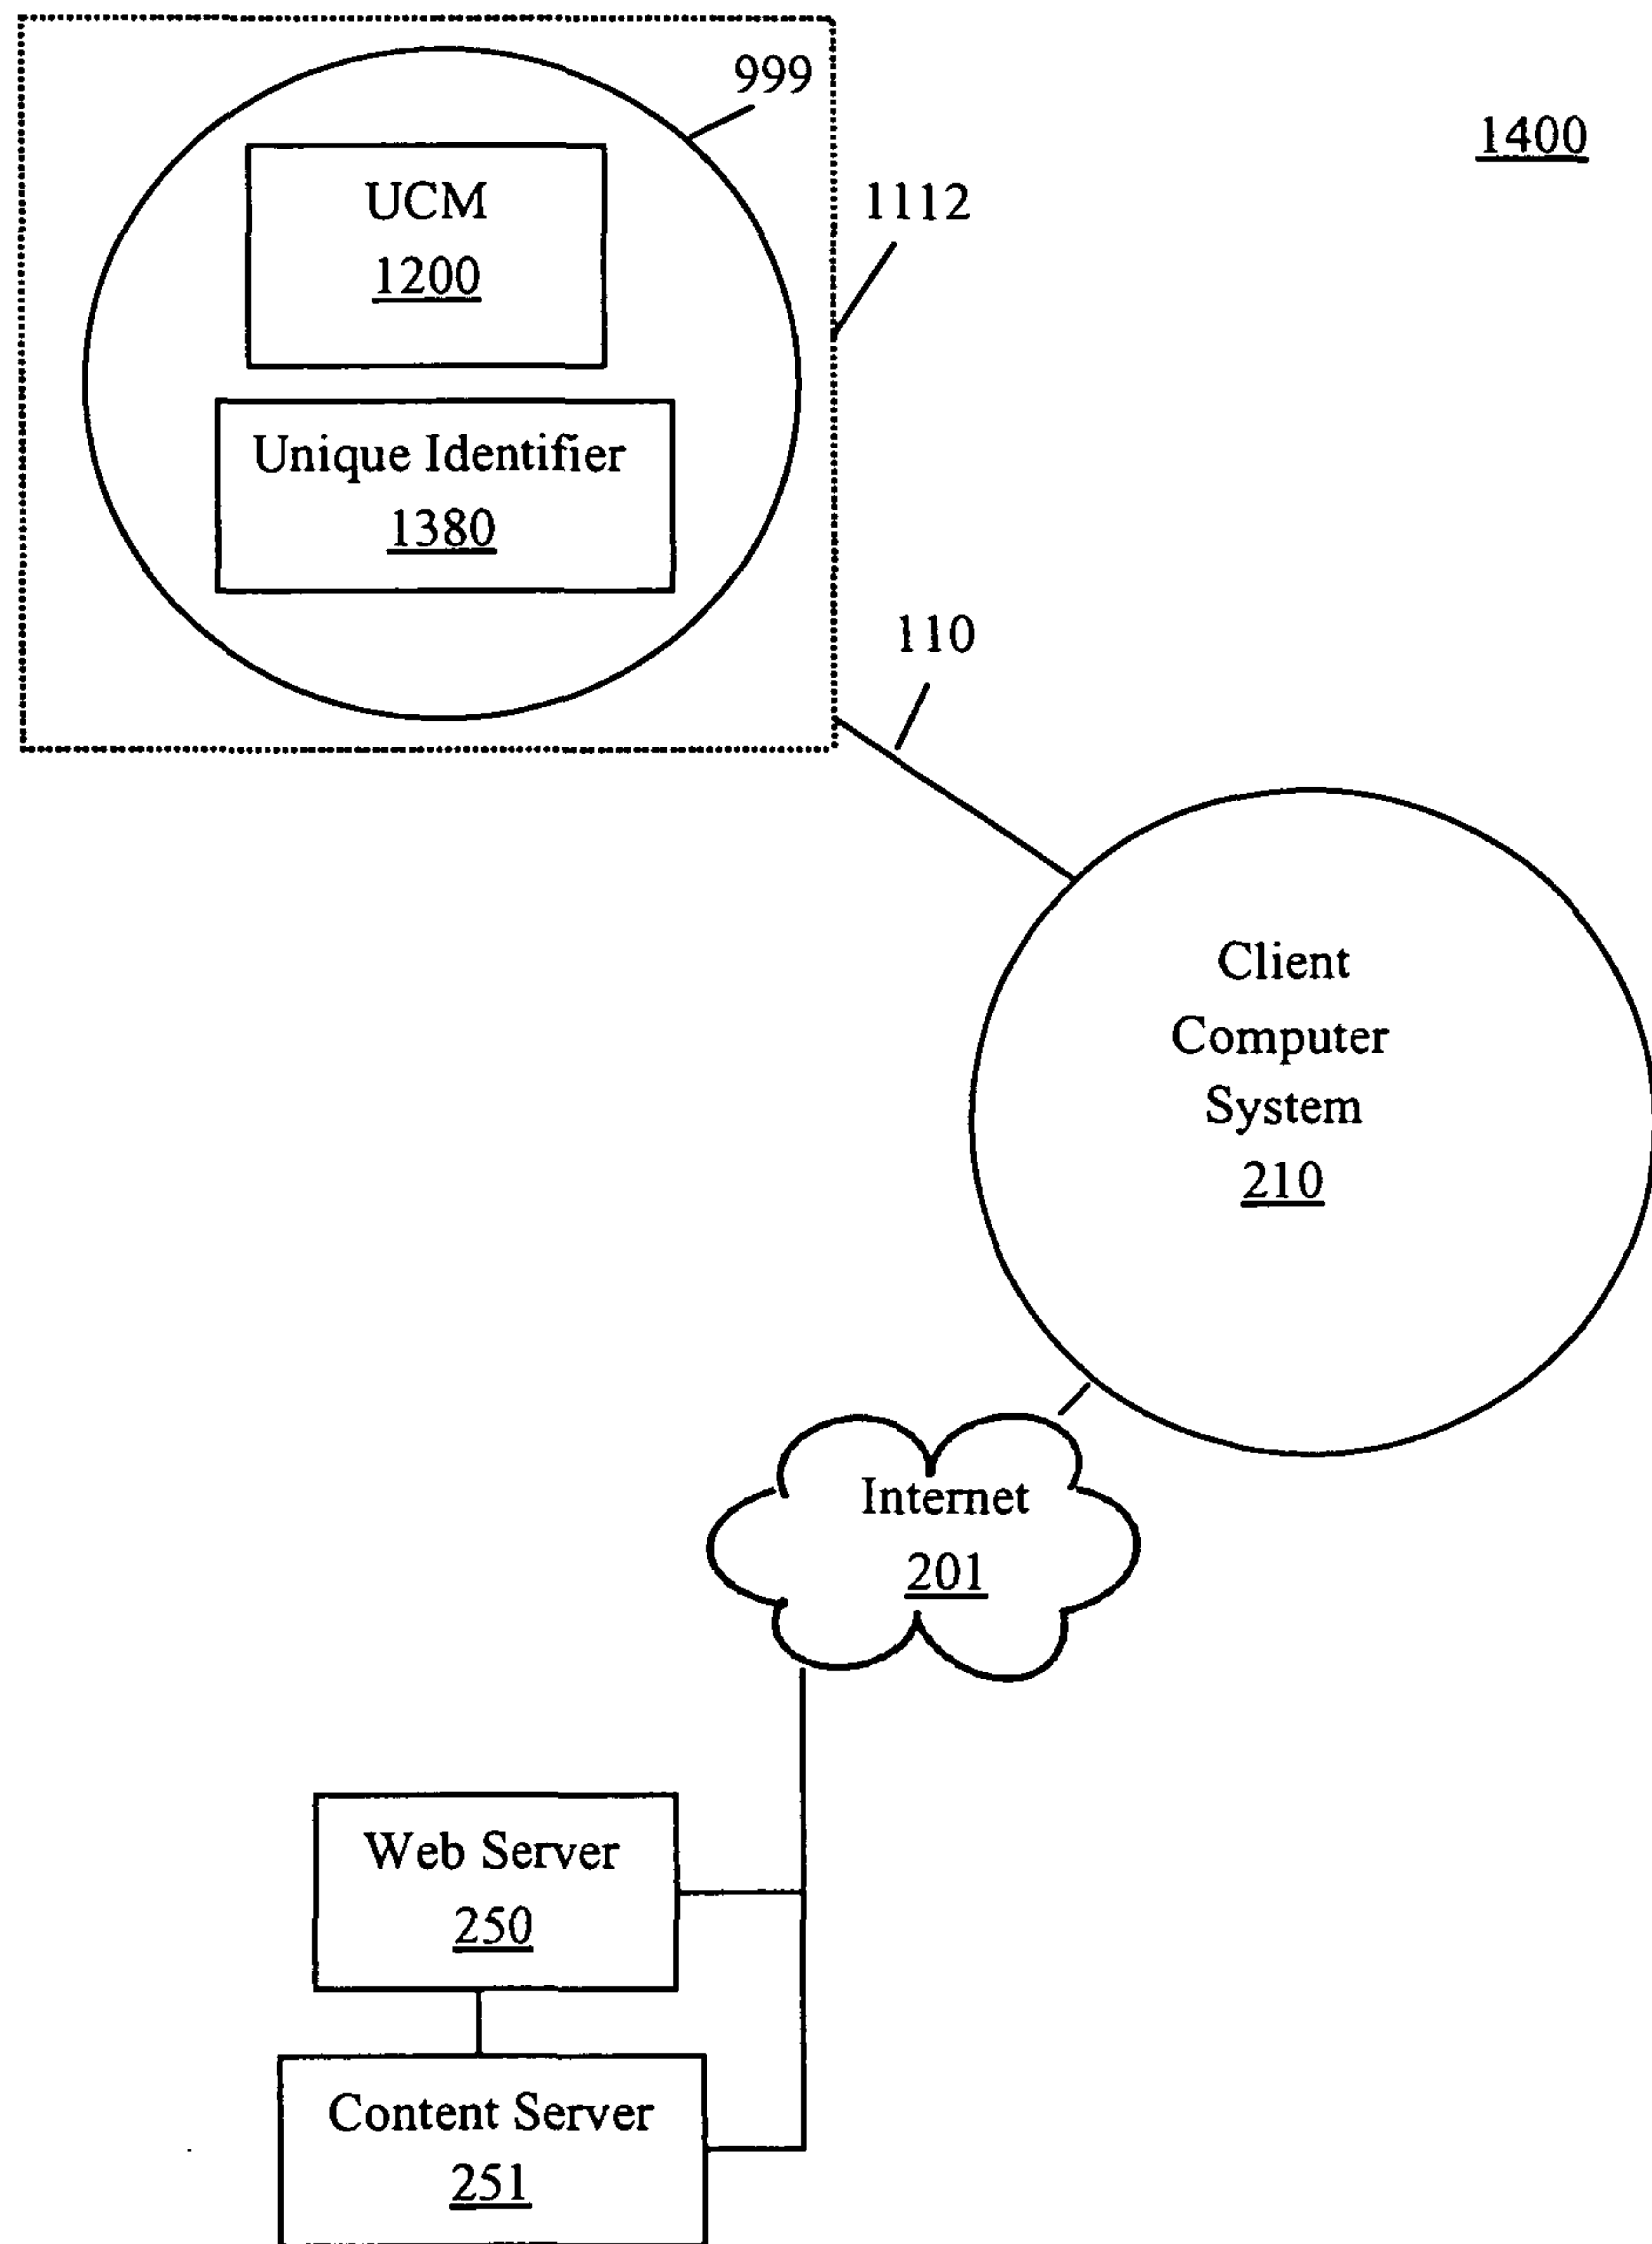 999
1400
UCM
1200
1112
Unique Identifier
1380
110
Client
Computer
System
210
Internet
201
Web Server
250
Content Server
251